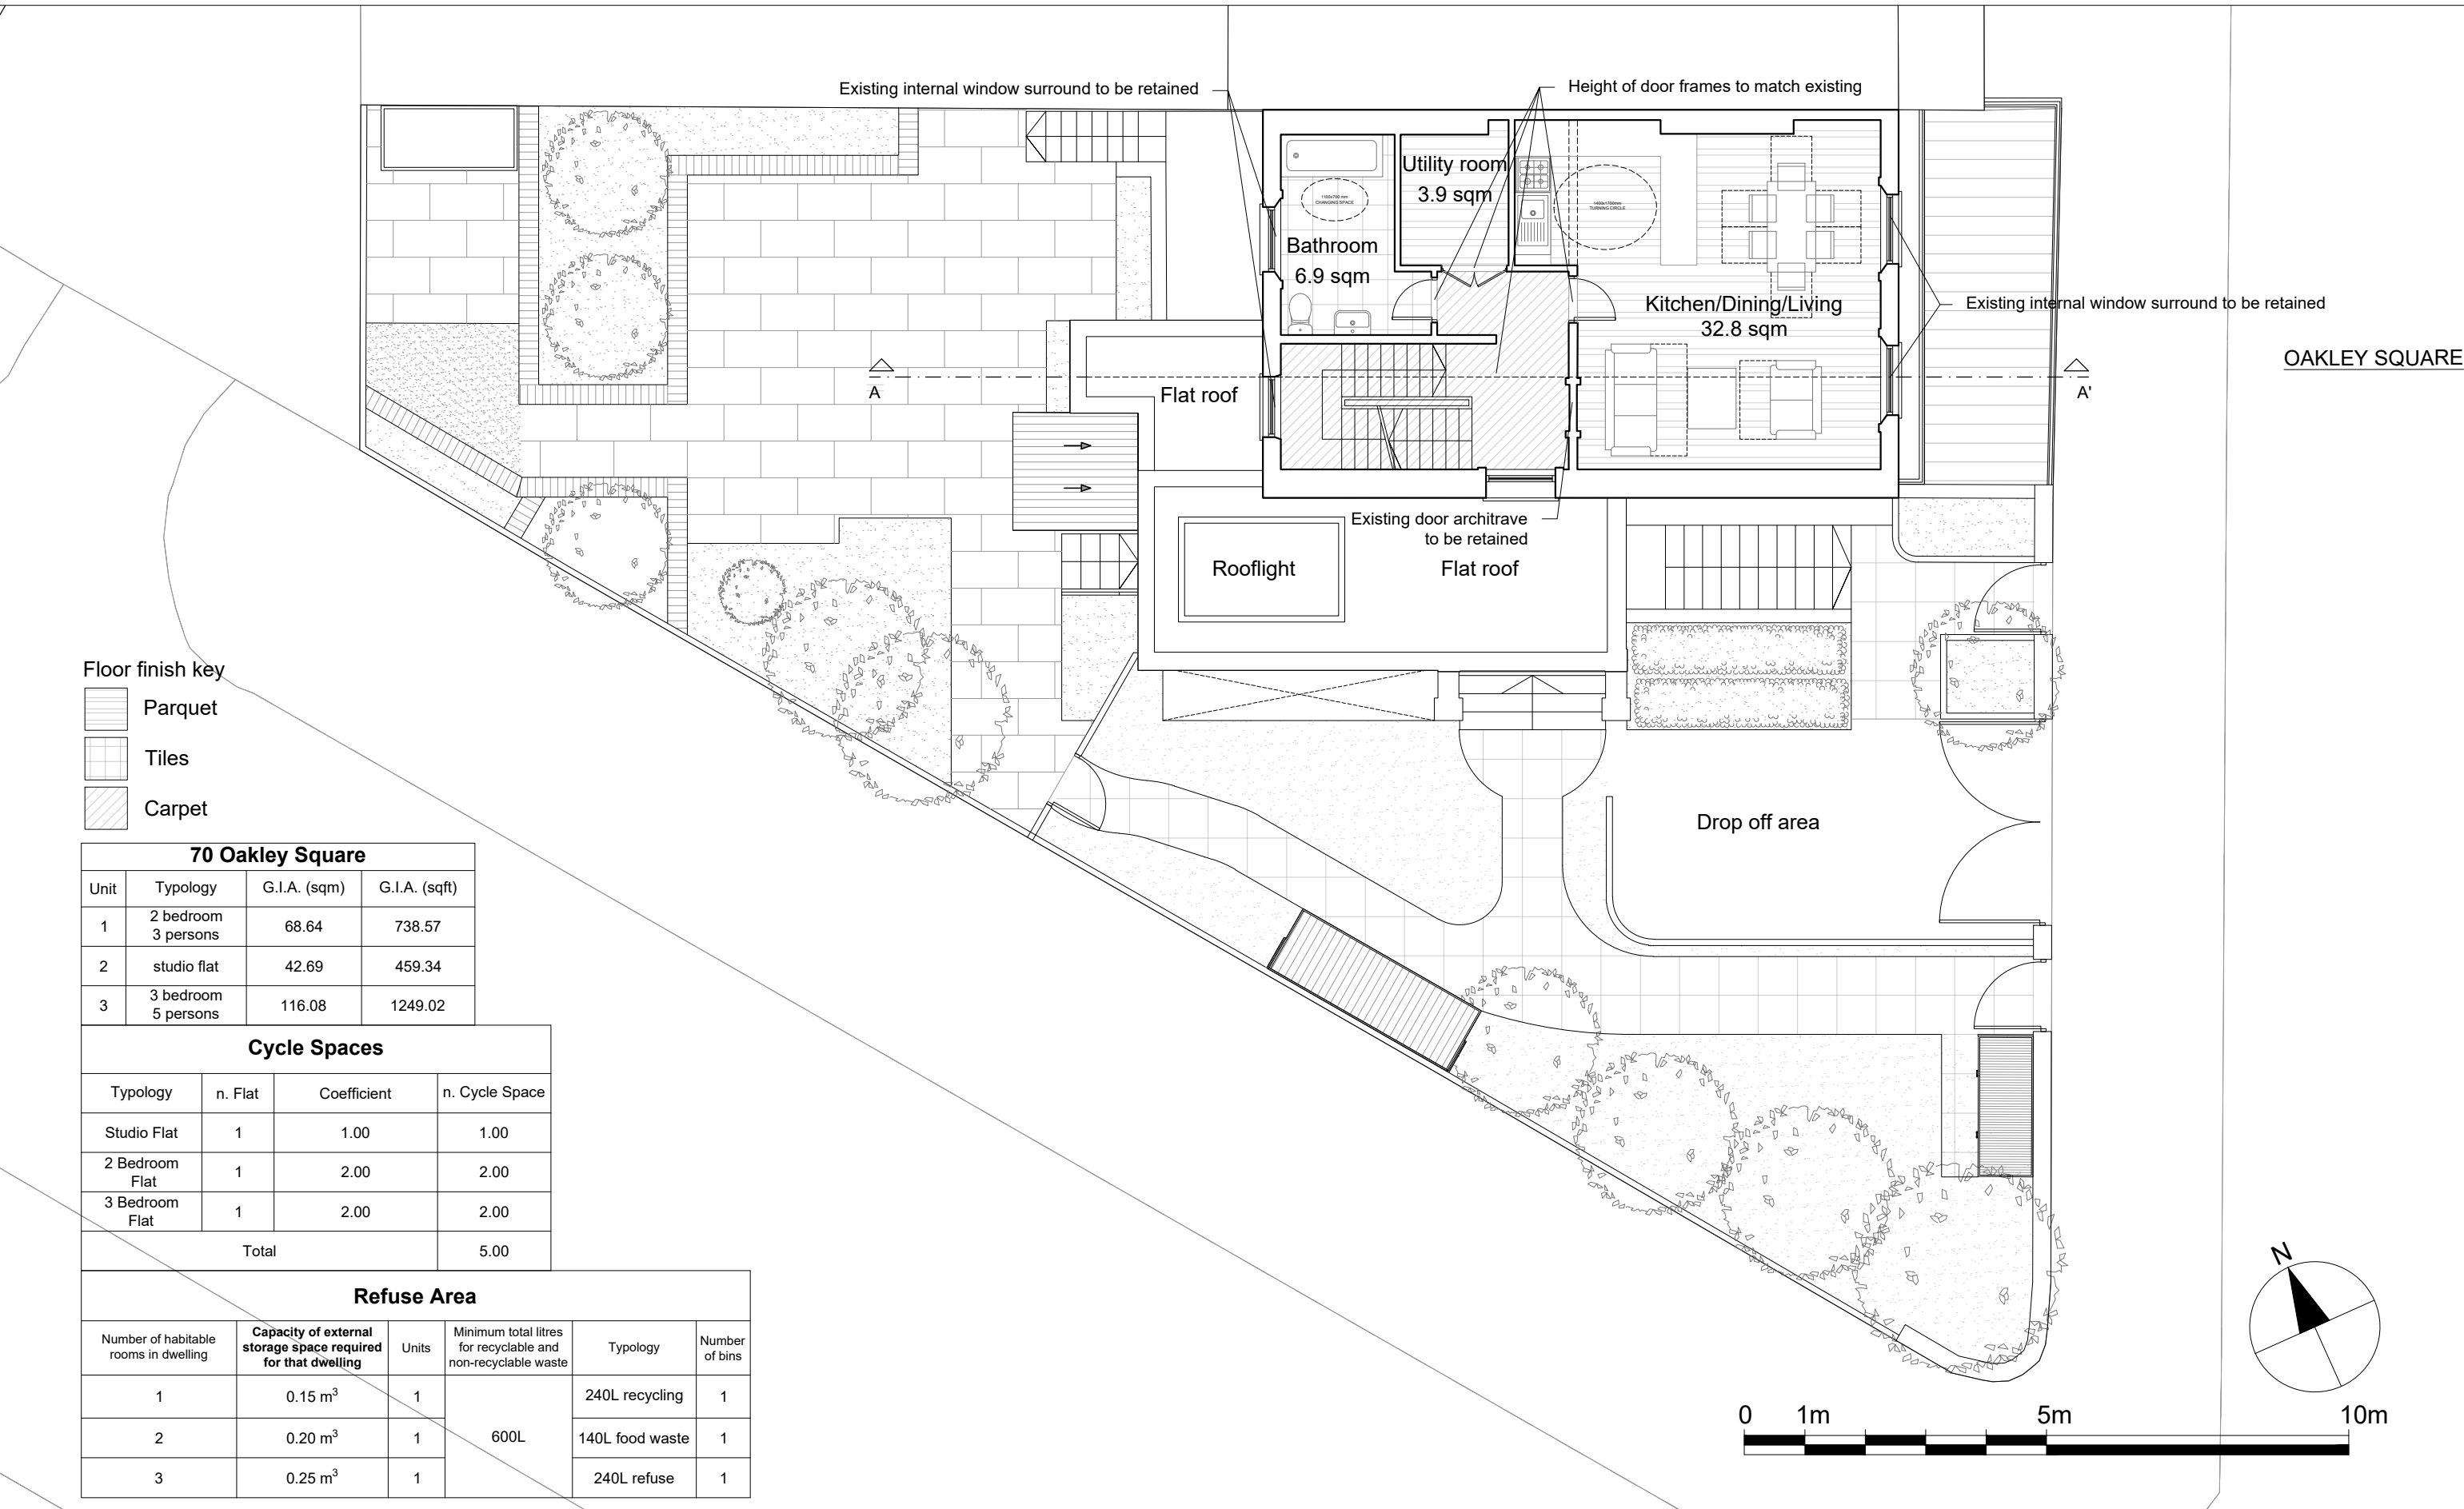 Existing internal window surround to be retained
Height of door frames to match existing
Utility room
3.9 sqm
1100x700 mm
CHANGING SPACE
1400x1700mm
TURNING CIRCLE
Bathroom
6.9 sqm
Kitchen/Dining/Living
32.8 sqm
Existing internal window surround to be retained
OAKLEY SQUARE
A
Flat roof
A'
Existing door architrave
to be retained
Rooflight
Flat roof
Drop off area
Floor finish key
Parquet
Tiles
Carpet
70 Oakley Square
Unit Typology G.I.A. (sqm) G.I.A. (sqft)
1 2 bedroom 3 persons 68.64 738.57
2 studio flat 42.69 459.34
3 3 bedroom 5 persons 116.08 1249.02
Cycle Spaces
Typology n. Flat Coefficient n. Cycle Space
Studio Flat 1 1.00 1.00
2 Bedroom Flat 1 2.00 2.00
3 Bedroom Flat 1 2.00 2.00
Total 5.00
Refuse Area
Number of habitable rooms in dwelling Capacity of external storage space required for that dwelling Units Minimum total litres for recyclable and non-recyclable waste Typology Number of bins
1 0.15 m³ 1 240L recycling 1
2 0.20 m³ 1 600L 140L food waste 1
3 0.25 m³ 1 240L refuse 1
N
0 1m 5m 10m